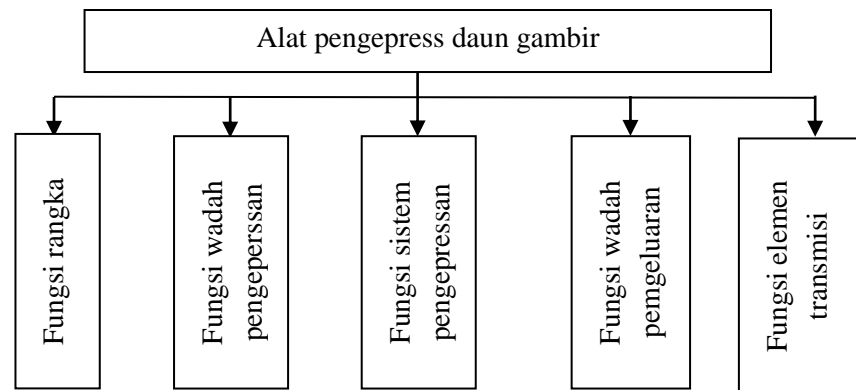 Alat pengepress daun gambir
Fungsi rangka
Fungsi wadah
pengeperssan
Fungsi sistem
pengepressan
Fungsi wadah
pemgeluaran
Fungsi elemen
transmisi